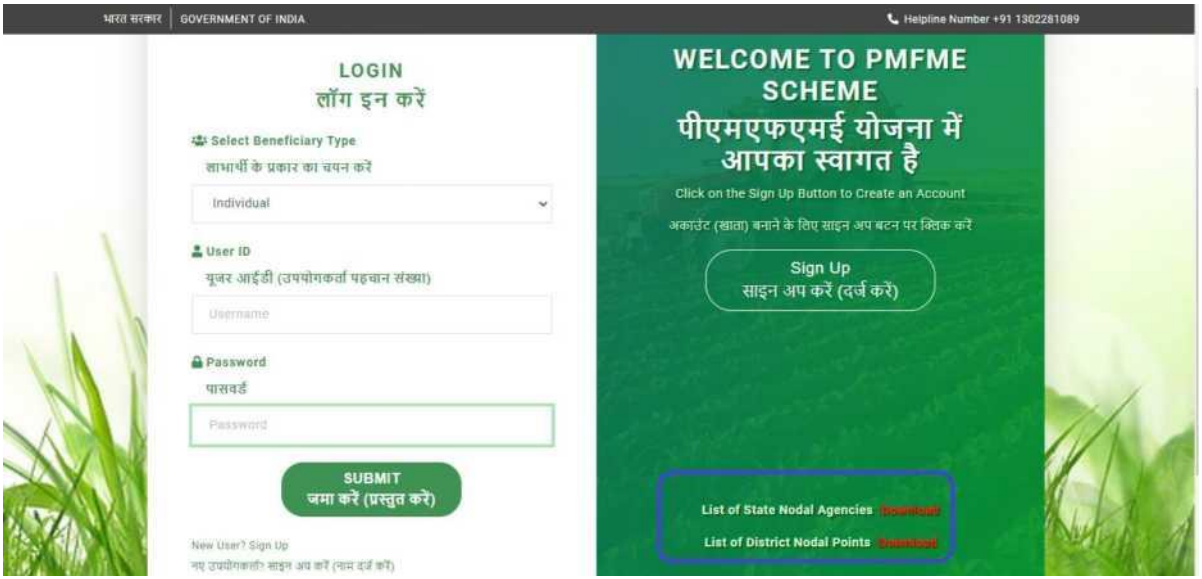 भारत सरकार GOVERNMENT OF INDIA
Helpline Number +91 1302281089
LOGIN
लॉग इन करें
Select Beneficiary Type
लाभार्थी के प्रकार का चयन करें
Individual
User ID
यूजर आईडी (उपयोगकर्ता पहचान संख्या)
Username
Password
पासवर्ड
Password
SUBMIT
जमा करें (प्रस्तुत करें)
New User? Sign Up
नए उपयोगकर्ता? साइन अप करें (नाम दर्ज करें)
WELCOME TO PMFME
SCHEME
पीएमएफएमई योजना में
आपका स्वागत है
Click on the Sign Up Button to Create an Account
अकाउंट (खाता) बनाने के लिए साइन अप बटन पर क्लिक करें
Sign Up
साइन अप करें (दर्ज करें)
List of State Nodal Agencies Download
List of District Nodal Points Download